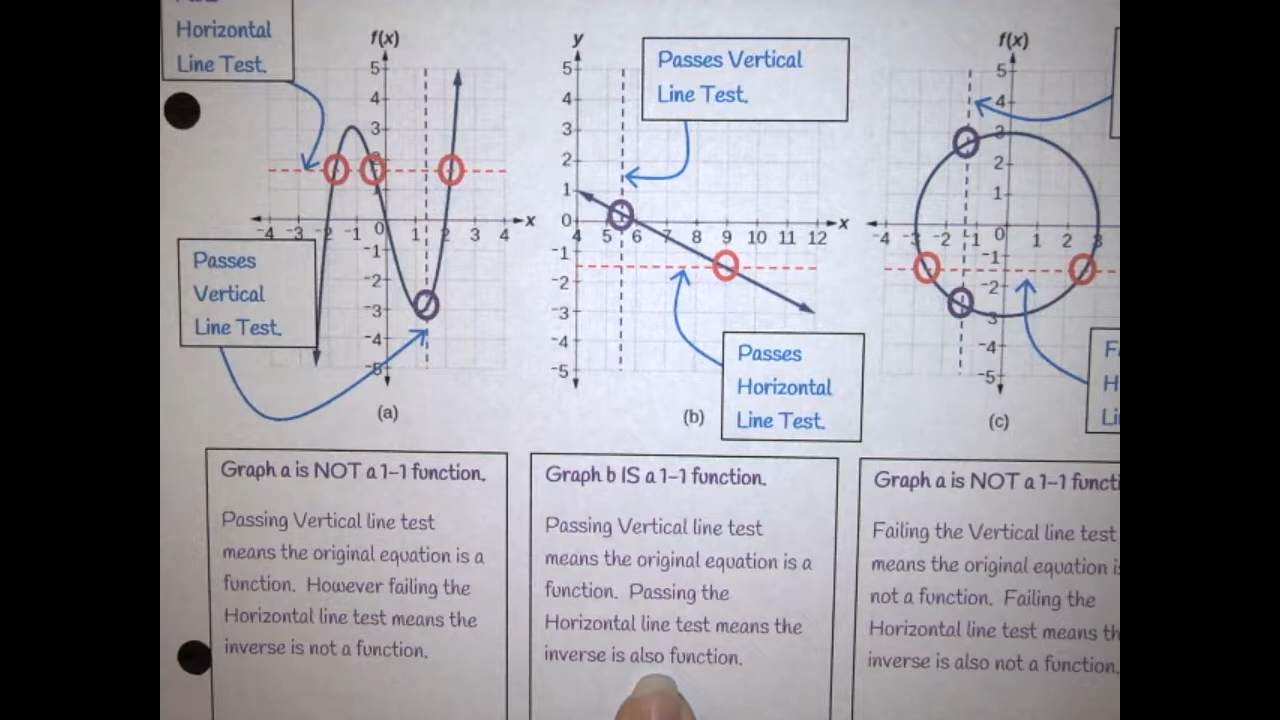 Horizontal
Line Test.
f(x)
5
4
3
2
1
-4 -3 -1 0 1 2 3 4 x
-1
-2
-3
-4
-5
(a)
Passes
Vertical
Line Test.
y
5
4
3
2
1
0
4 5 6 7 8 9 10 11 12 x
-1
-2
-3
-4
-5
(b)
Passes Vertical
Line Test.
Passes
Horizontal
Line Test.
f(x)
5
4
3
2
1
-4 -3 -2 -1 0 1 2 3
-1
-2
-3
-4
-5
(c)
Graph a is NOT a 1-1 function.
Passing Vertical line test
means the original equation is a
function. However failing the
Horizontal line test means the
inverse is not a function.
Graph b IS a 1-1 function.
Passing Vertical line test
means the original equation is a
function. Passing the
Horizontal line test means the
inverse is also function.
Graph a is NOT a 1-1 functi
Failing the Vertical line test
means the original equation i
not a function. Failing the
Horizontal line test means th
inverse is also not a function.